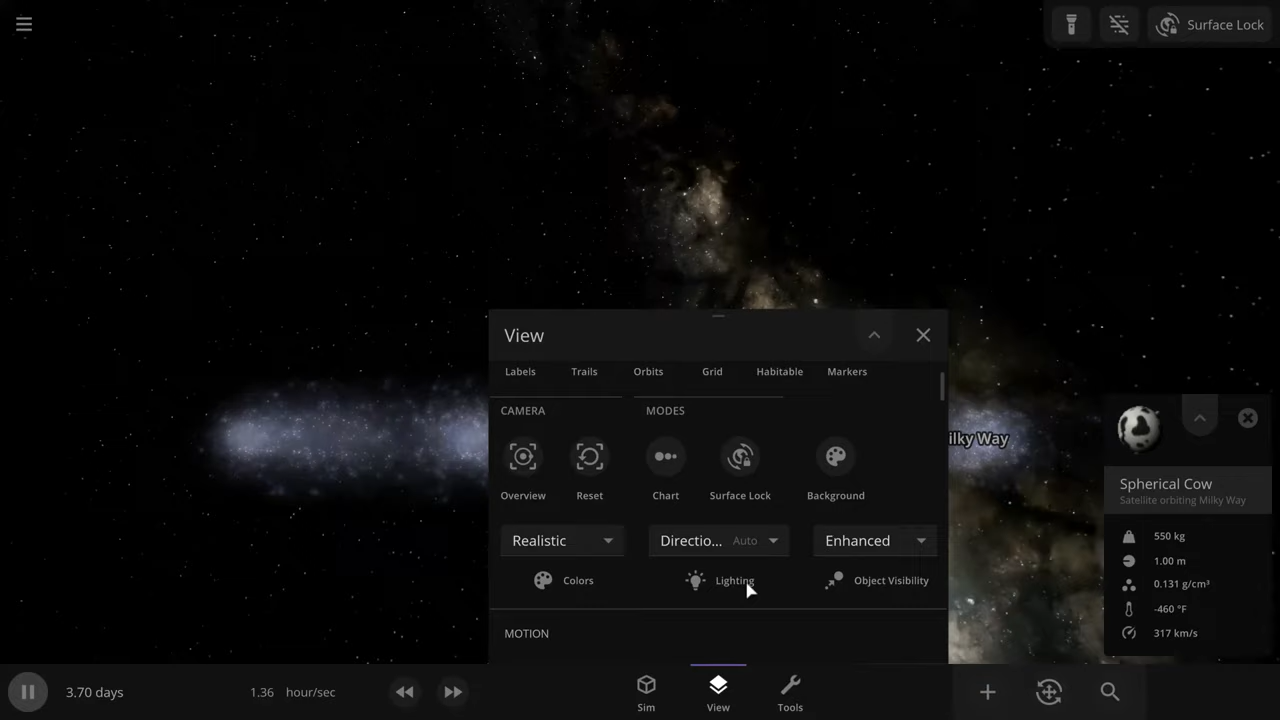 Surface Lock
View
Labels Trails Orbits Grid Habitable Markers
CAMERA MODES
Overview Reset Chart Surface Lock Background
Realistic Directio... Auto Enhanced
Colors Lighting Object Visibility
MOTION
ilky Way
Spherical Cow
Satellite orbiting Milky Way
550 kg
1.00 m
0.131 g/cm³
-460 °F
317 km/s
3.70 days 1.36 hour/sec
Sim View Tools